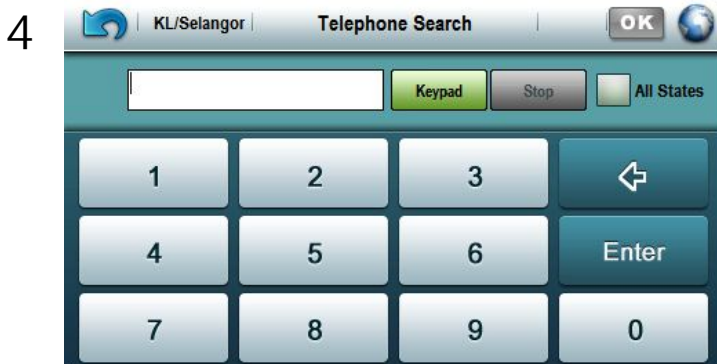 4
KL/Selangor Telephone Search OK
Keypad Stop All States
1 2 3
4 5 6 Enter
7 8 9 0